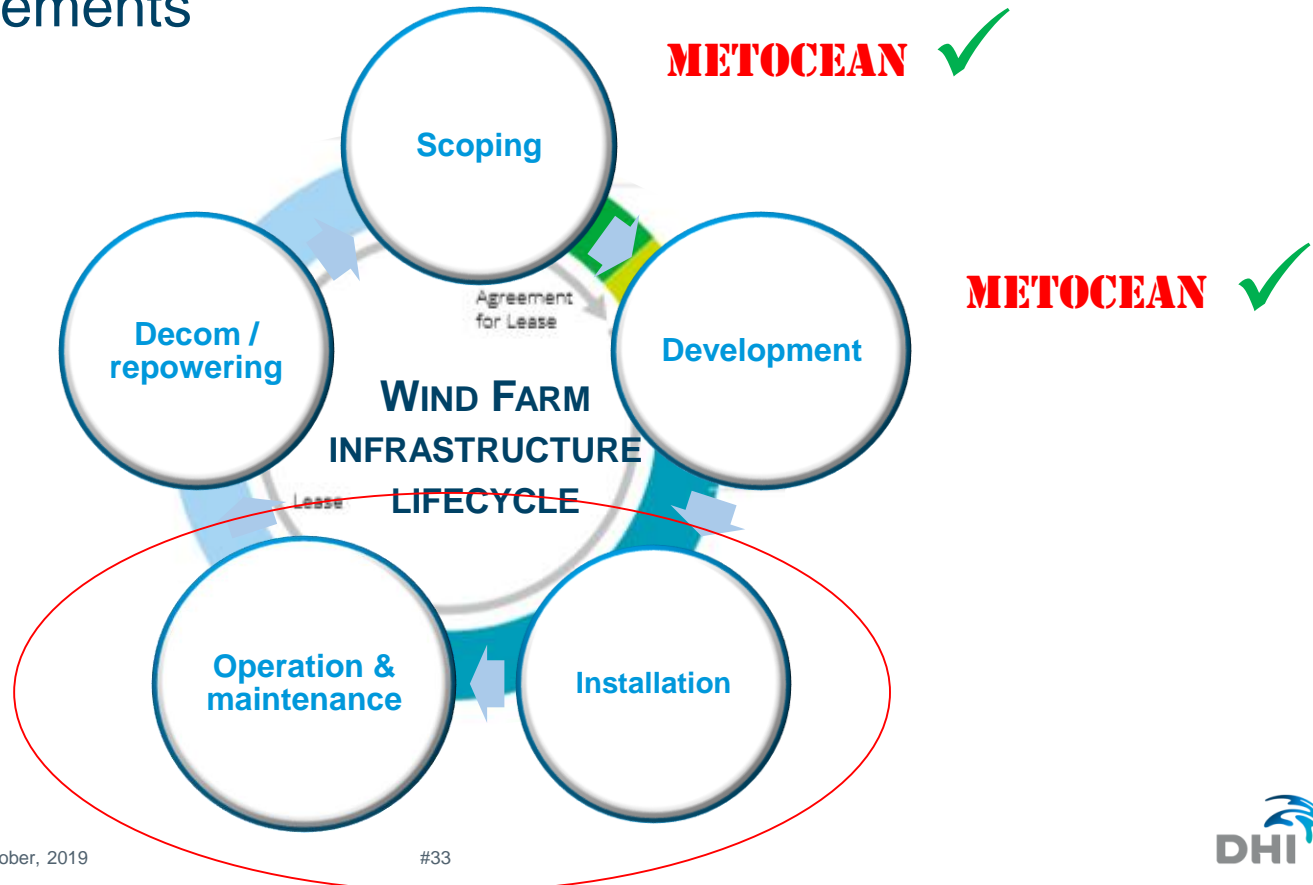 ements
METOCEAN
Scoping
METOCEAN
Agreement
for Lease
Decom /
repowering
Development
WIND FARM
INFRASTRUCTURE
LIFECYCLE
Lease
Operation &
maintenance
Installation
ober, 2019
#33
DHI